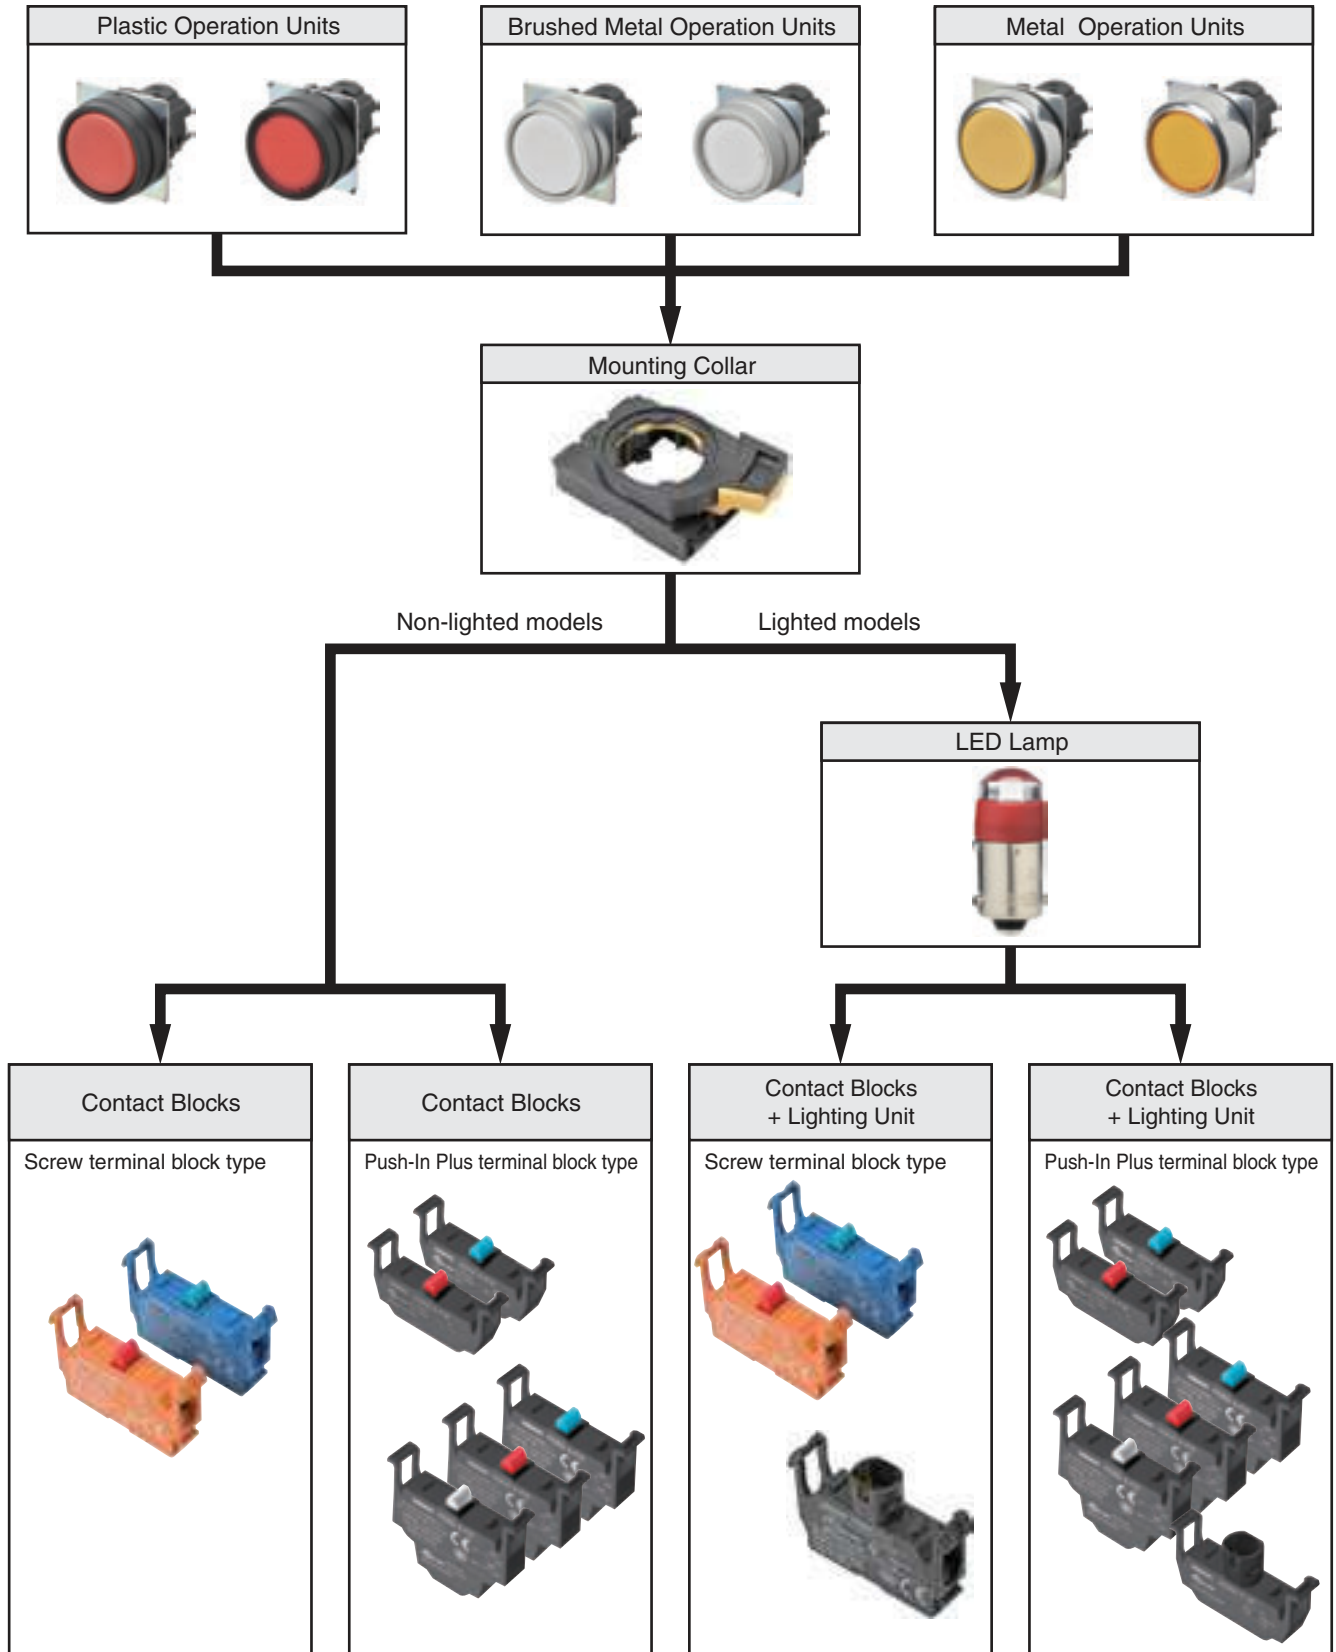 Plastic Operation Units
Brushed Metal Operation Units
Metal Operation Units
Mounting Collar
Non-lighted models
Lighted models
LED Lamp
Contact Blocks
Contact Blocks
Contact Blocks
+ Lighting Unit
Contact Blocks
+ Lighting Unit
Screw terminal block type
Push-In Plus terminal block type
Screw terminal block type
Push-In Plus terminal block type